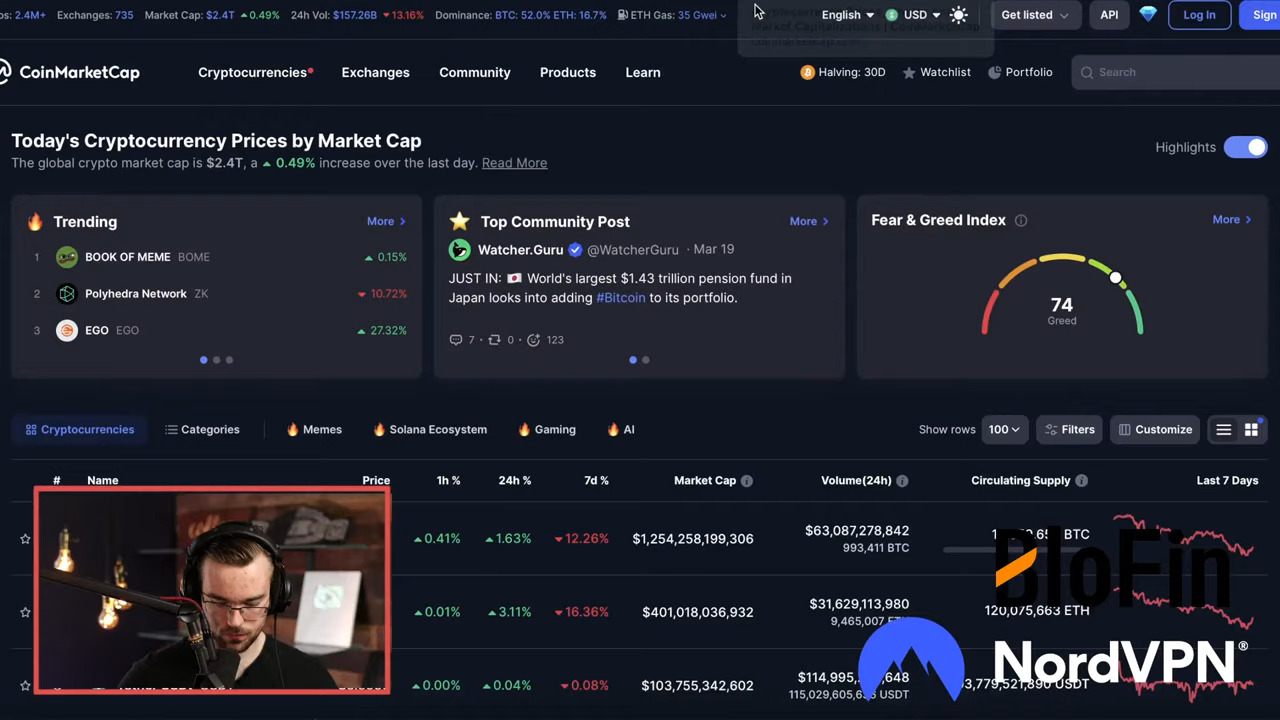 s: 2.4M+ Exchanges: 735 Market Cap: $2.4T 0.49% 24h Vol: $157.26B 13.16% Dominance: BTC: 52.0% ETH: 16.7% ETH Gas: 35 Gwei English USD Get listed API Log In Sign
CoinMarketCap Cryptocurrencies Exchanges Community Products Learn Halving: 30D Watchlist Portfolio Search
Today's Cryptocurrency Prices by Market Cap
The global crypto market cap is $2.4T, a 0.49% increase over the last day. Read More
Highlights
Trending More
1 BOOK OF MEME BOME 0.15%
2 Polyhedra Network ZK 10.72%
3 EGO EGO 27.32%
Top Community Post More
Watcher.Guru @WatcherGuru · Mar 19
JUST IN: World's largest $1.43 trillion pension fund in
Japan looks into adding #Bitcoin to its portfolio.
7 · 0 · 123
Fear & Greed Index More
74
Greed
Cryptocurrencies Categories Memes Solana Ecosystem Gaming AI Show rows 100 Filters Customize
# Name Price 1h % 24h % 7d % Market Cap Volume(24h) Circulating Supply Last 7 Days
0.41% 1.63% 12.26% $1,254,258,199,306 $63,087,278,842 BTC
993,411 BTC
0.01% 3.11% 16.36% $401,018,036,932 $31,629,113,980 120,075,663 ETH
9,465,007 ETH
0.00% 0.04% 0.08% $103,755,342,602
BloFin
NordVPN®